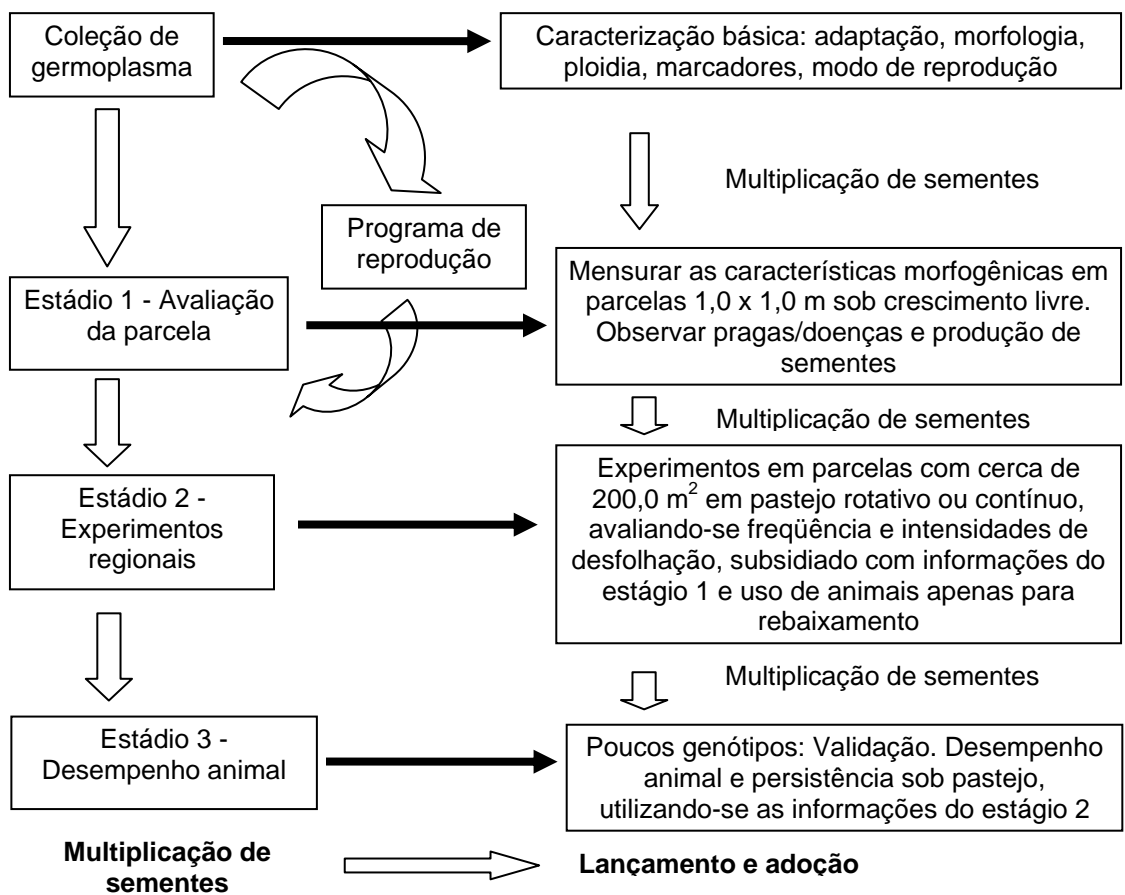 Coleção de
germoplasma
Caracterização básica: adaptação, morfologia,
ploidia, marcadores, modo de reprodução
Multiplicação de sementes
Programa de
reprodução
Estádio 1 - Avaliação
da parcela
Mensurar as características morfogênicas em
parcelas 1,0 x 1,0 m sob crescimento livre.
Observar pragas/doenças e produção de
sementes
Multiplicação de sementes
Estádio 2 -
Experimentos
regionais
Experimentos em parcelas com cerca de
200,0 m² em pastejo rotativo ou contínuo,
avaliando-se freqüência e intensidades de
desfolhação, subsidiado com informações do
estágio 1 e uso de animais apenas para
rebaixamento
Multiplicação de sementes
Estádio 3 -
Desempenho animal
Poucos genótipos: Validação. Desempenho
animal e persistência sob pastejo,
utilizando-se as informações do estágio 2
Multiplicação de
sementes
Lançamento e adoção